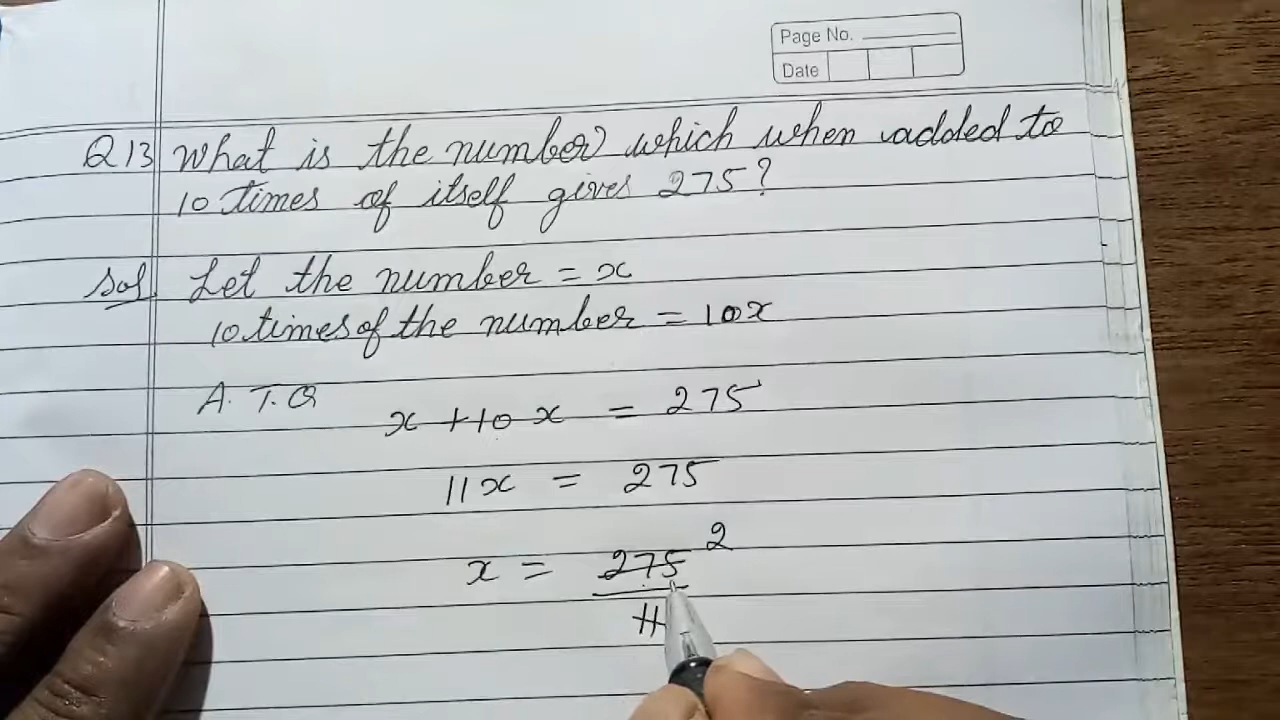 Page No.
Date
Q13 What is the number which when added to
10 times of itself gives 275?
Sol. Let the number = x
10 times of the number = 10x
A. T. Q
x + 10x = 275
11x = 275
2
x = 275
11